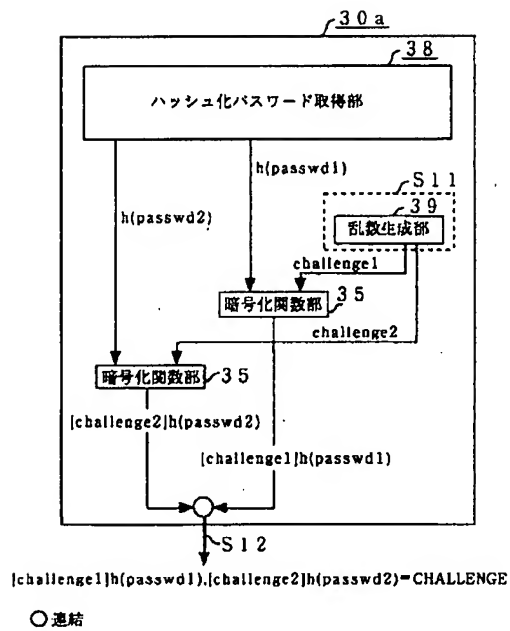 30a
38
ハッシュ化パスワード取得部
h(passwd1)
S11
h(passwd2)
39
乱数生成部
challenge1
35
暗号化関数部
challenge2
暗号化関数部
35
[challenge2]h(passwd2)
[challenge1]h(passwd1)
S12
[challenge1]h(passwd1),[challenge2]h(passwd2)=CHALLENGE
○連結